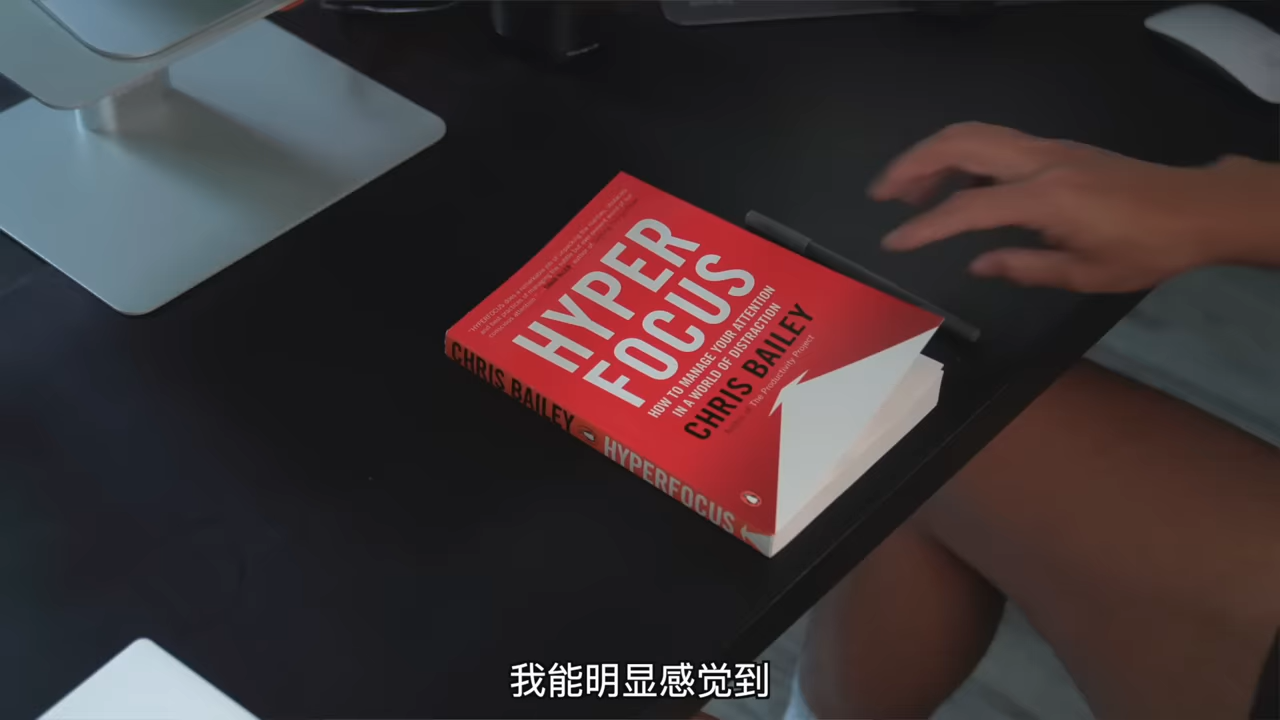 HYPER
FOCUS
HOW TO MANAGE YOUR ATTENTION
IN A WORLD OF DISTRACTION
CHRIS BAILEY
The Productivity Project
CHRIS BAILEY HYPERFOCUS
我能明显感觉到